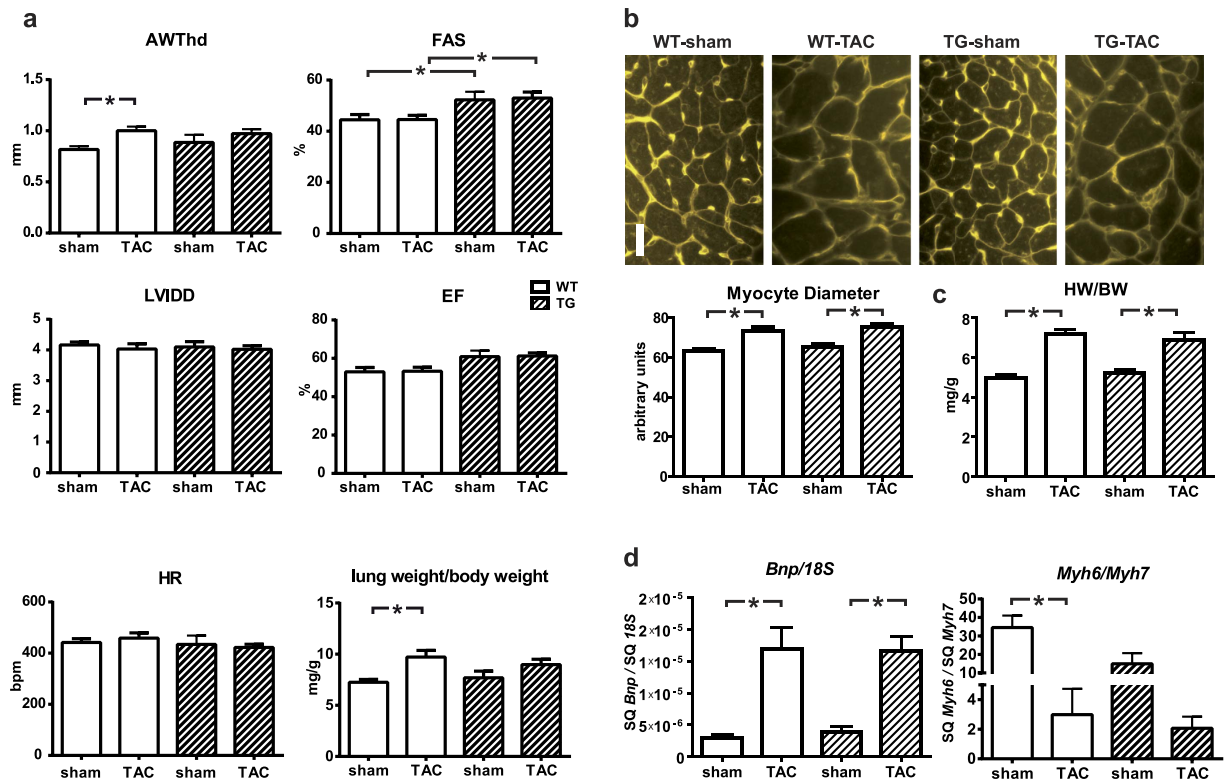 a
AWThd
1.5
1.0
0.5
0.0
mm
*
sham TAC sham TAC
FAS
60
40
20
0
%
* *
sham TAC sham TAC
LVIDD
4
3
2
1
0
mm
sham TAC sham TAC
EF
WT
TG
80
60
40
20
0
%
sham TAC sham TAC
HR
600
400
200
0
bpm
sham TAC sham TAC
lung weight/body weight
15
10
5
0
mg/g
*
sham TAC sham TAC
b
WT-sham WT-TAC TG-sham TG-TAC
Myocyte Diameter
80
60
40
20
0
arbitrary units
* *
sham TAC sham TAC
c
HW/BW
8
6
4
2
0
mg/g
* *
sham TAC sham TAC
d
Bnp/18S
2×10-5
2×10-5
1×10-5
1×10-5
5×10-6
0
SQ Bnp / SQ 18S
* *
sham TAC sham TAC
Myh6/Myh7
50
40
30
20
10
4
2
0
SQ Myh6 / SQ Myh7
*
sham TAC sham TAC